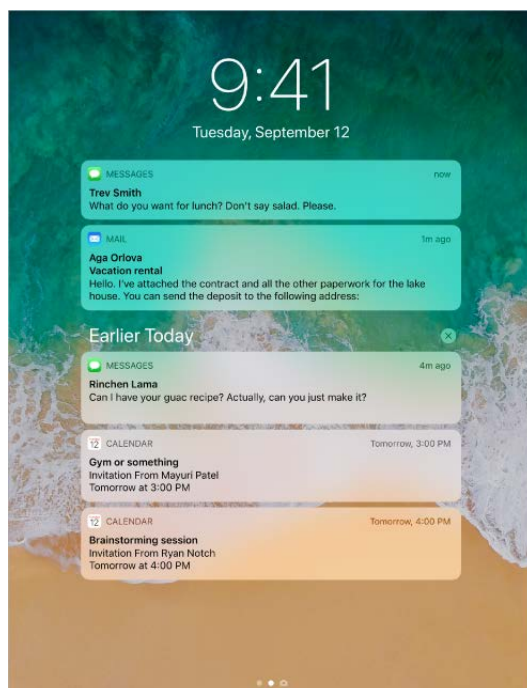 9:41
Tuesday, September 12
MESSAGES
now
Trev Smith
What do you want for lunch? Don't say salad. Please.
MAIL
1m ago
Aga Orlova
Vacation rental
Hello. I've attached the contract and all the other paperwork for the lake
house. You can send the deposit to the following address:
Earlier Today
MESSAGES
4m ago
Rinchen Lama
Can I have your guac recipe? Actually, can you just make it?
12
CALENDAR
Tomorrow, 3:00 PM
Gym or something
Invitation From Mayuri Patel
Tomorrow at 3:00 PM
12
CALENDAR
Tomorrow, 4:00 PM
Brainstorming session
Invitation From Ryan Notch
Tomorrow at 4:00 PM